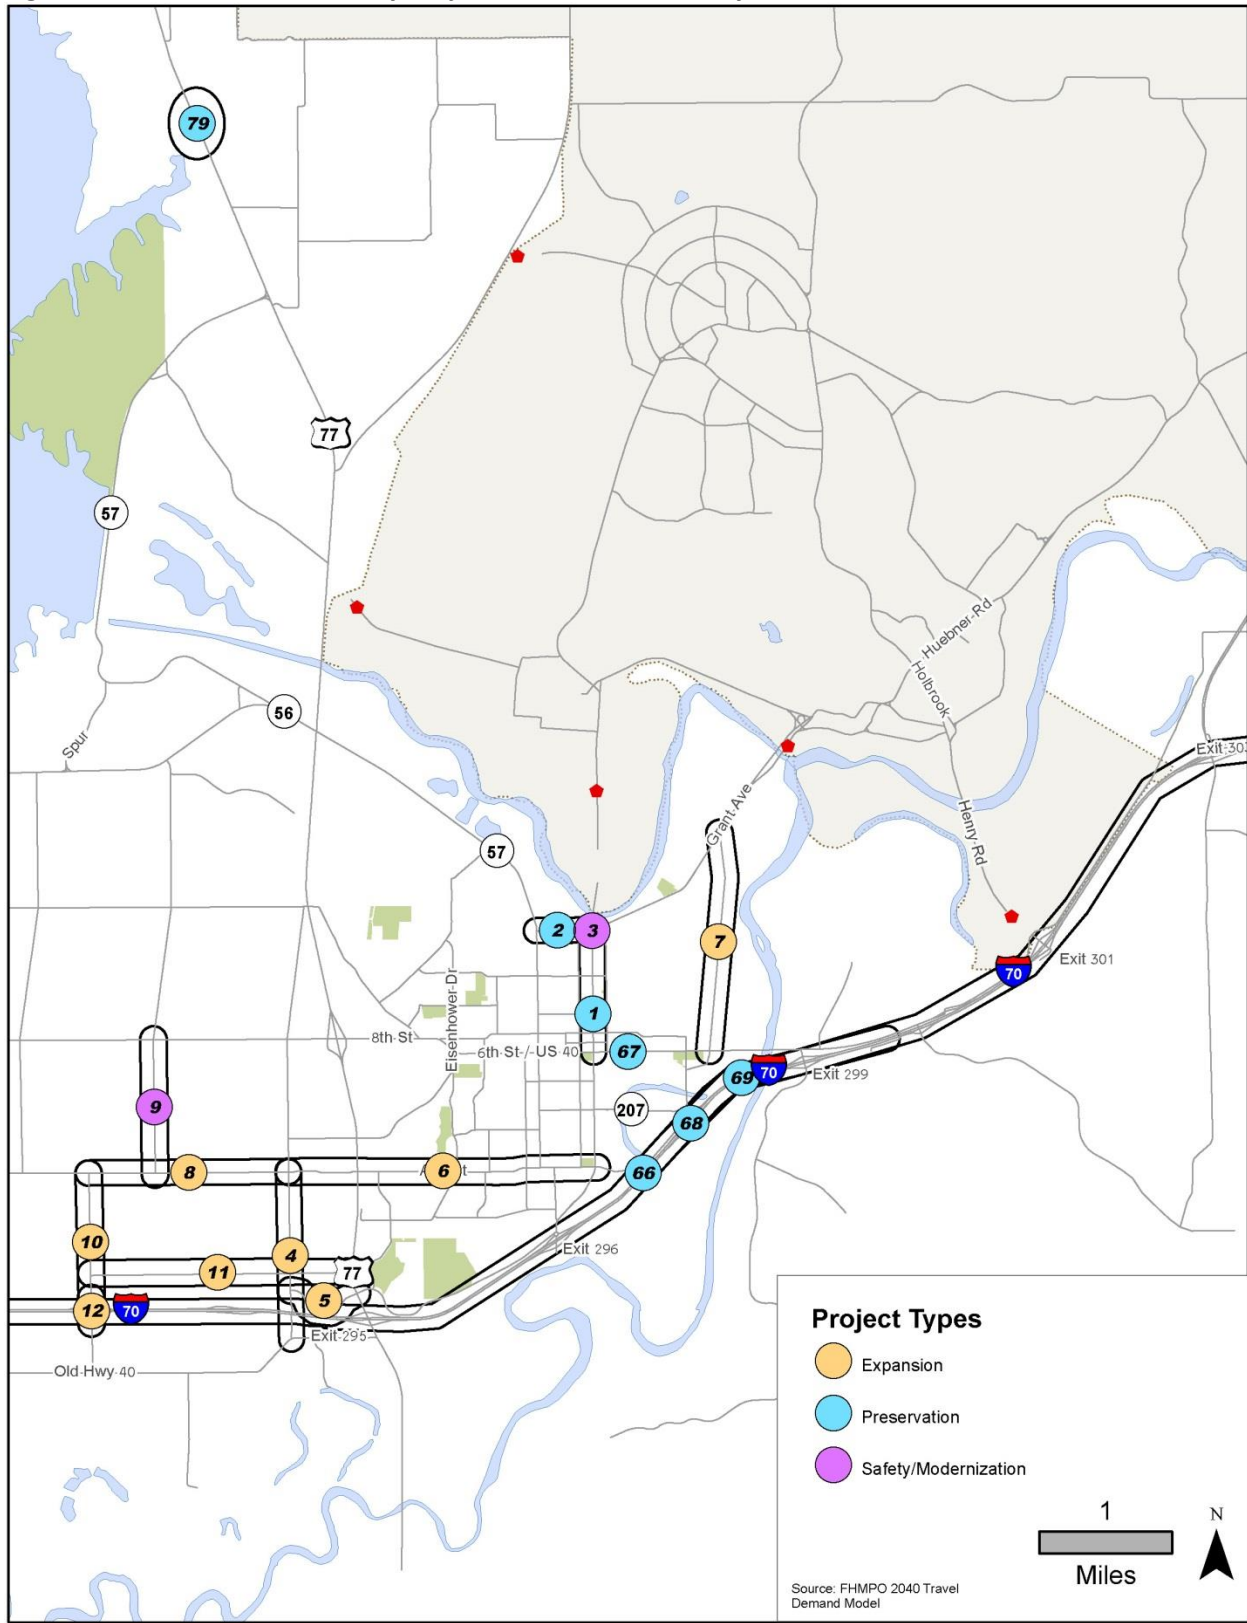 79
77
57
Huebner-Rd
Holbrook
56
Spur
Exit 303
Grant Ave
Henry-Rd
57
2
3
7
Exit 301
70
1
Eisenhower-Dr
8th St
6th St / US 40
67
69
70
Exit 299
9
207
68
8
6
66
10
4
Exit 296
11
77
5
12
70
Exit 295
Old Hwy 40
Project Types
Expansion
Preservation
Safety/Modernization
1
Miles
N
Source: FHMPO 2040 Travel
Demand Model